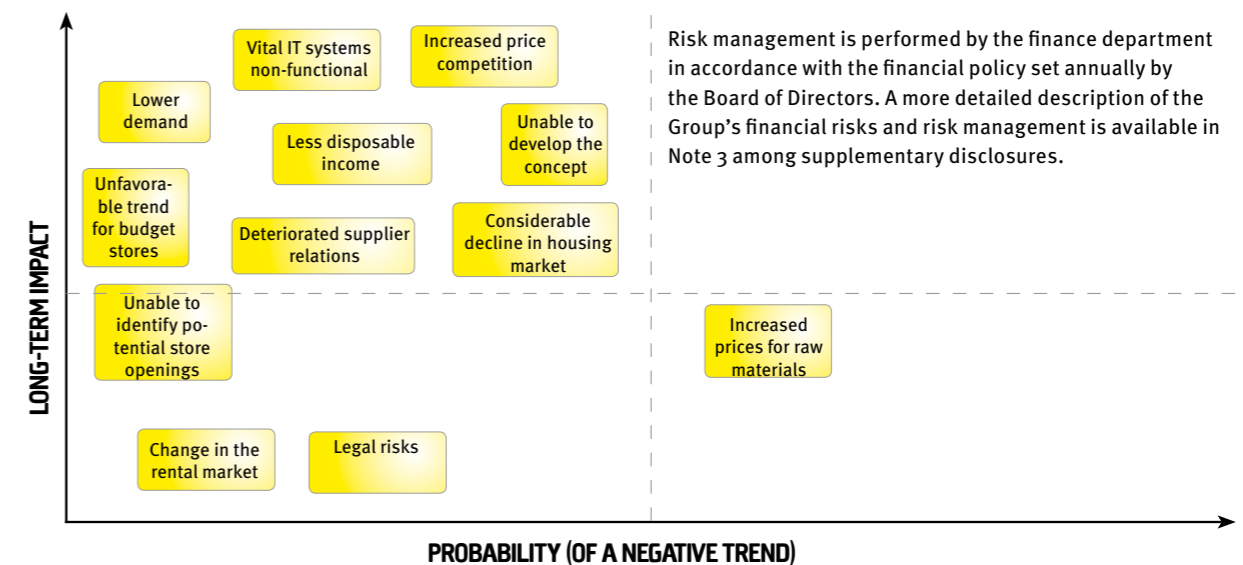 Vital IT systems
non-functional
Increased price
competition
Risk management is performed by the finance department
in accordance with the financial policy set annually by
the Board of Directors. A more detailed description of the
Group’s financial risks and risk management is available in
Note 3 among supplementary disclosures.
Lower
demand
Less disposable
income
Unable to
develop the
concept
Unfavora-
ble trend
for budget
stores
Deteriorated supplier
relations
Considerable
decline in housing
market
Unable to
identify po-
tential store
openings
Increased
prices for raw
materials
Change in the
rental market
Legal risks
LONG-TERM IMPACT
PROBABILITY (OF A NEGATIVE TREND)